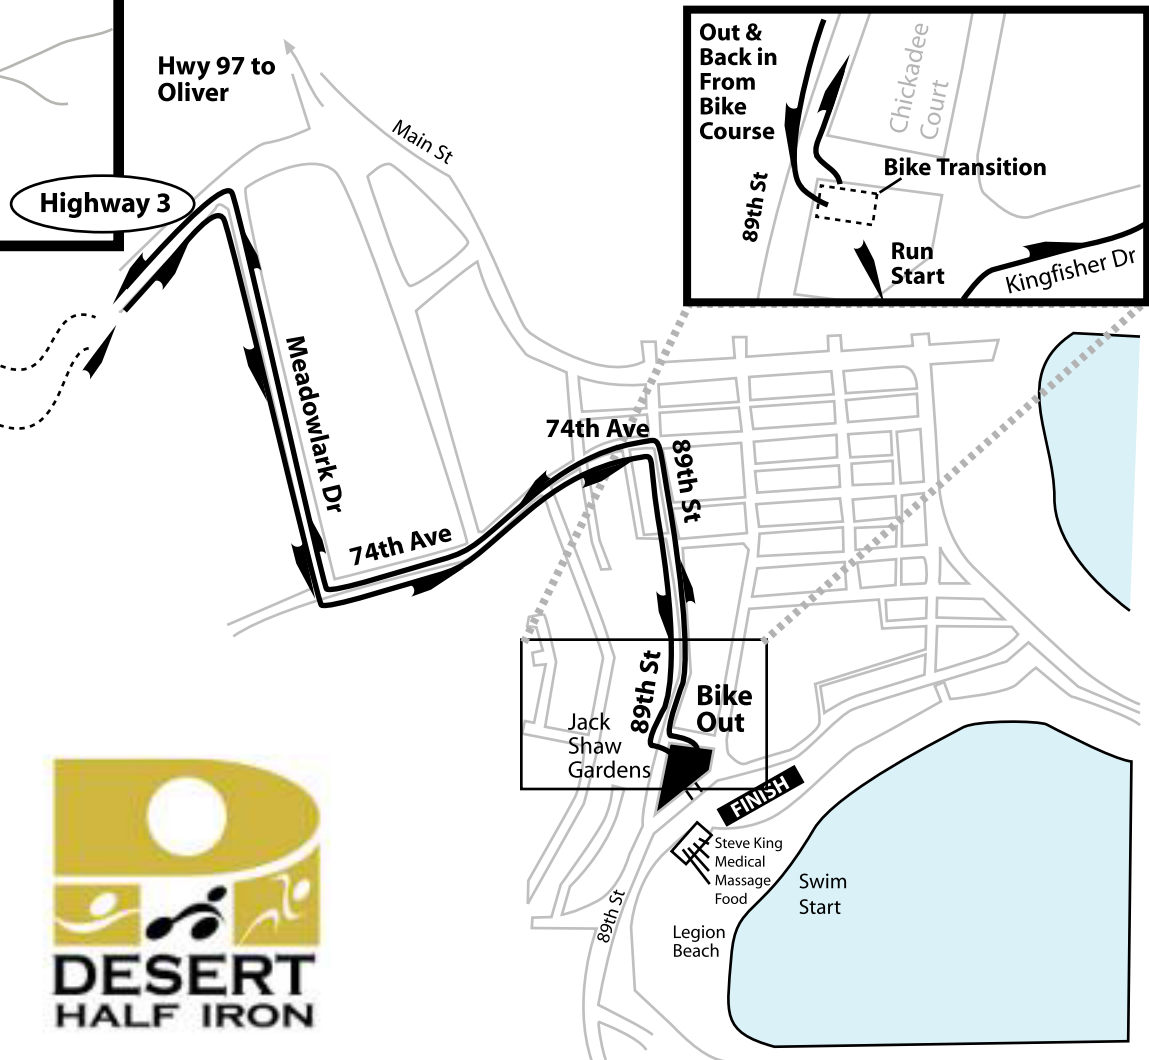 Hwy 97 to
Oliver
Main St
Highway 3
Out &
Back in
From
Bike
Course
Chickadee
Court
Bike Transition
89th St
Run
Start
Kingfisher Dr
Meadowlark Dr
74th Ave
89th St
74th Ave
89th St
Bike
Out
Jack
Shaw
Gardens
FINISH
Steve King
Medical
Massage
Food
Swim
Start
89th St
Legion
Beach
DESERT
HALF IRON